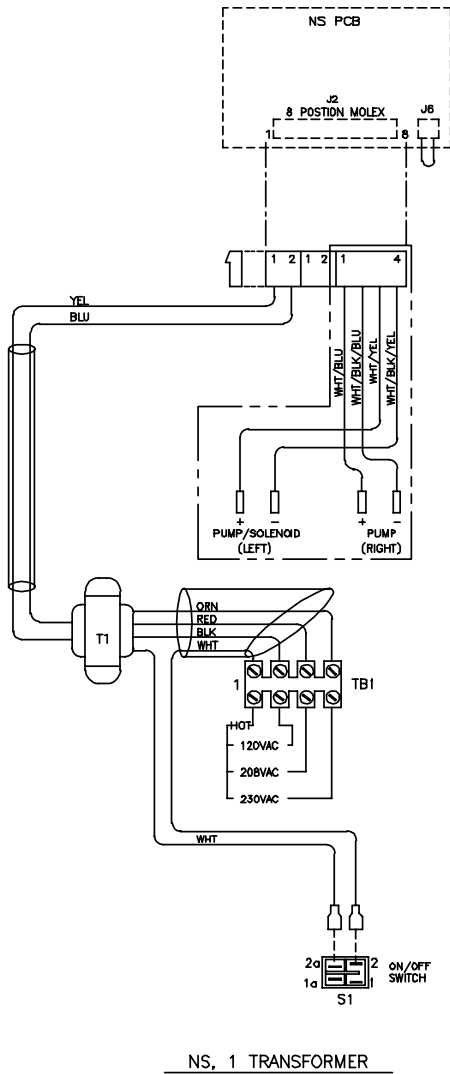 NS PCB
J2
8 POSTION MOLEX
J6
1
8
1 2 1 2 1 4
YEL
BLU
WHT/BLU
WHT/BLK/BLU
WHT/YEL
WHT/BLK/YEL
+ -
PUMP/SOLENOID
(LEFT)
+ -
PUMP
(RIGHT)
T1
ORN
RED
BLK
WHT
1
TB1
HOT
120VAC
208VAC
230VAC
WHT
2a 2
1a 1
ON/OFF
SWITCH
S1
NS, 1 TRANSFORMER